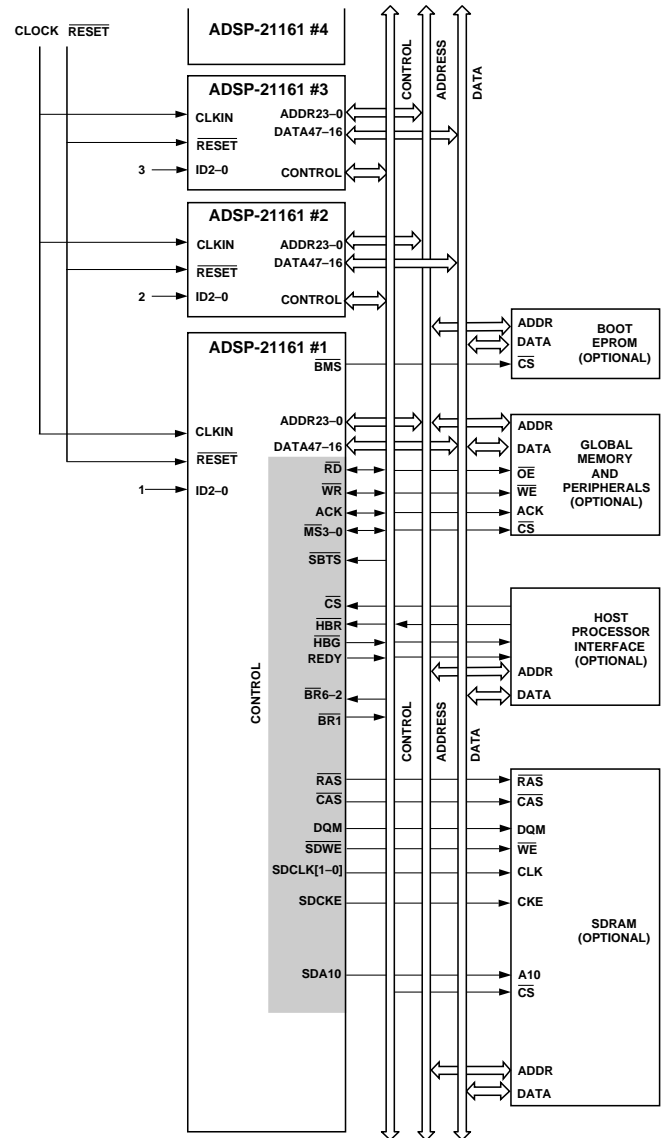 CLOCK RESET
ADSP-21161 #4
CONTROL
ADDRESS
DATA
ADSP-21161 #3
CLKIN
ADDR23–0
DATA47–16
RESET
3
ID2–0
CONTROL
ADSP-21161 #2
CLKIN
ADDR23–0
DATA47–16
RESET
2
ID2–0
CONTROL
ADSP-21161 #1
BMS
ADDR23–0
CLKIN
DATA47–16
RESET
RD
1
ID2–0
WR
ACK
MS3–0
SBTS
CS
HBR
HBG
REDY
CONTROL
BR6–2
BR1
RAS
CAS
DQM
SDWE
SDCLK[1–0]
SDCKE
SDA10
CONTROL
ADDRESS
DATA
ADDR
DATA
CS
BOOT
EPROM
(OPTIONAL)
ADDR
DATA
OE
WE
ACK
CS
GLOBAL
MEMORY
AND
PERIPHERALS
(OPTIONAL)
HOST
PROCESSOR
INTERFACE
(OPTIONAL)
ADDR
DATA
RAS
CAS
DQM
WE
CLK
CKE
SDRAM
(OPTIONAL)
A10
CS
ADDR
DATA